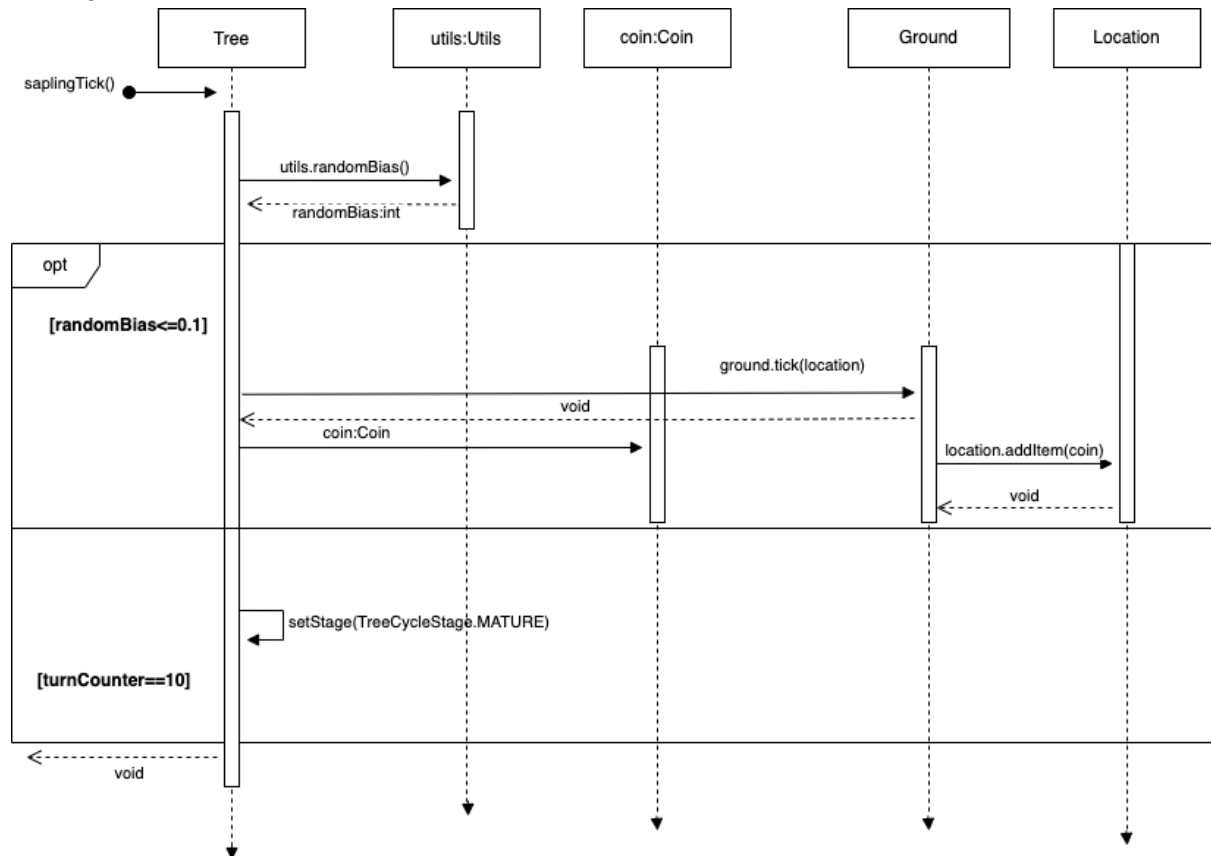 Tree
utils:Utils
coin:Coin
Ground
Location
saplingTick()
utils.randomBias()
randomBias:int
opt
[randomBias<=0.1]
ground.tick(location)
void
coin:Coin
location.addItem(coin)
void
setStage(TreeCycleStage.MATURE)
[turnCounter==10]
void